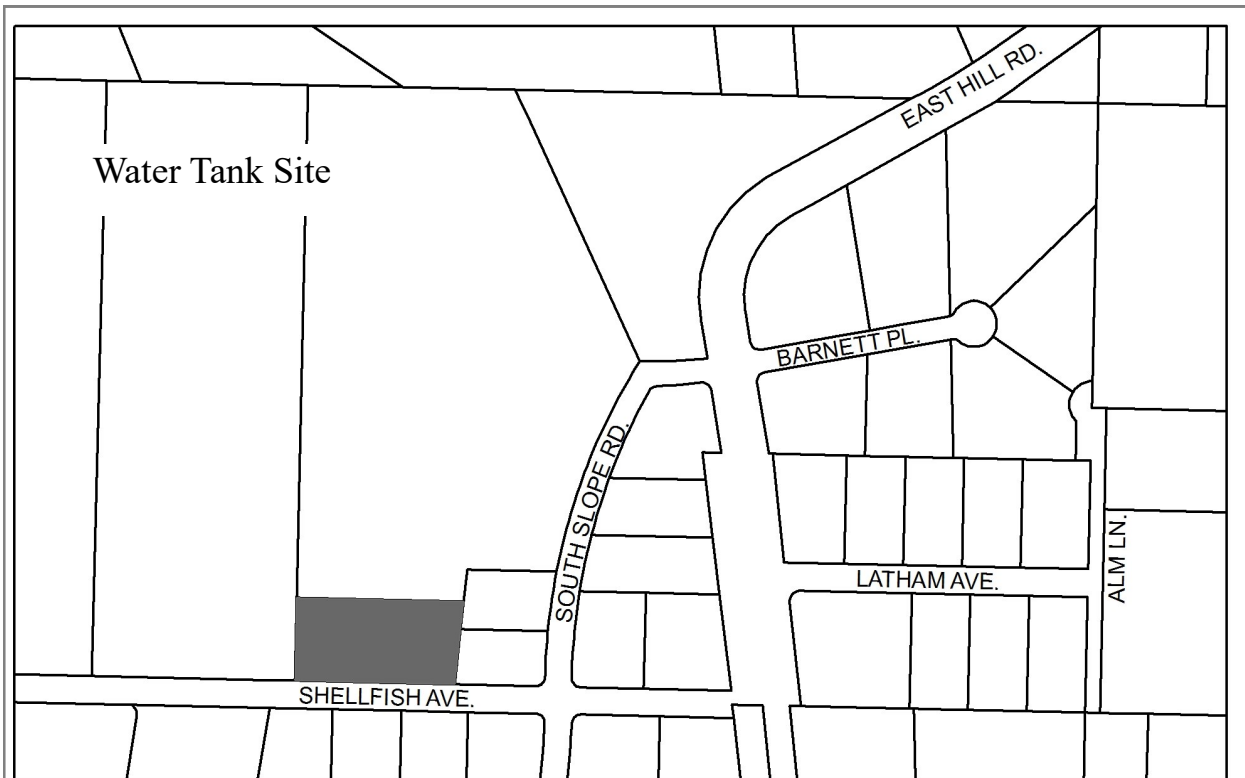 EAST HILL RD.
Water Tank Site
BARNETT PL.
SOUTH SLOPE RD.
LATHAM AVE.
ALM LN.
SHELLFISH AVE.